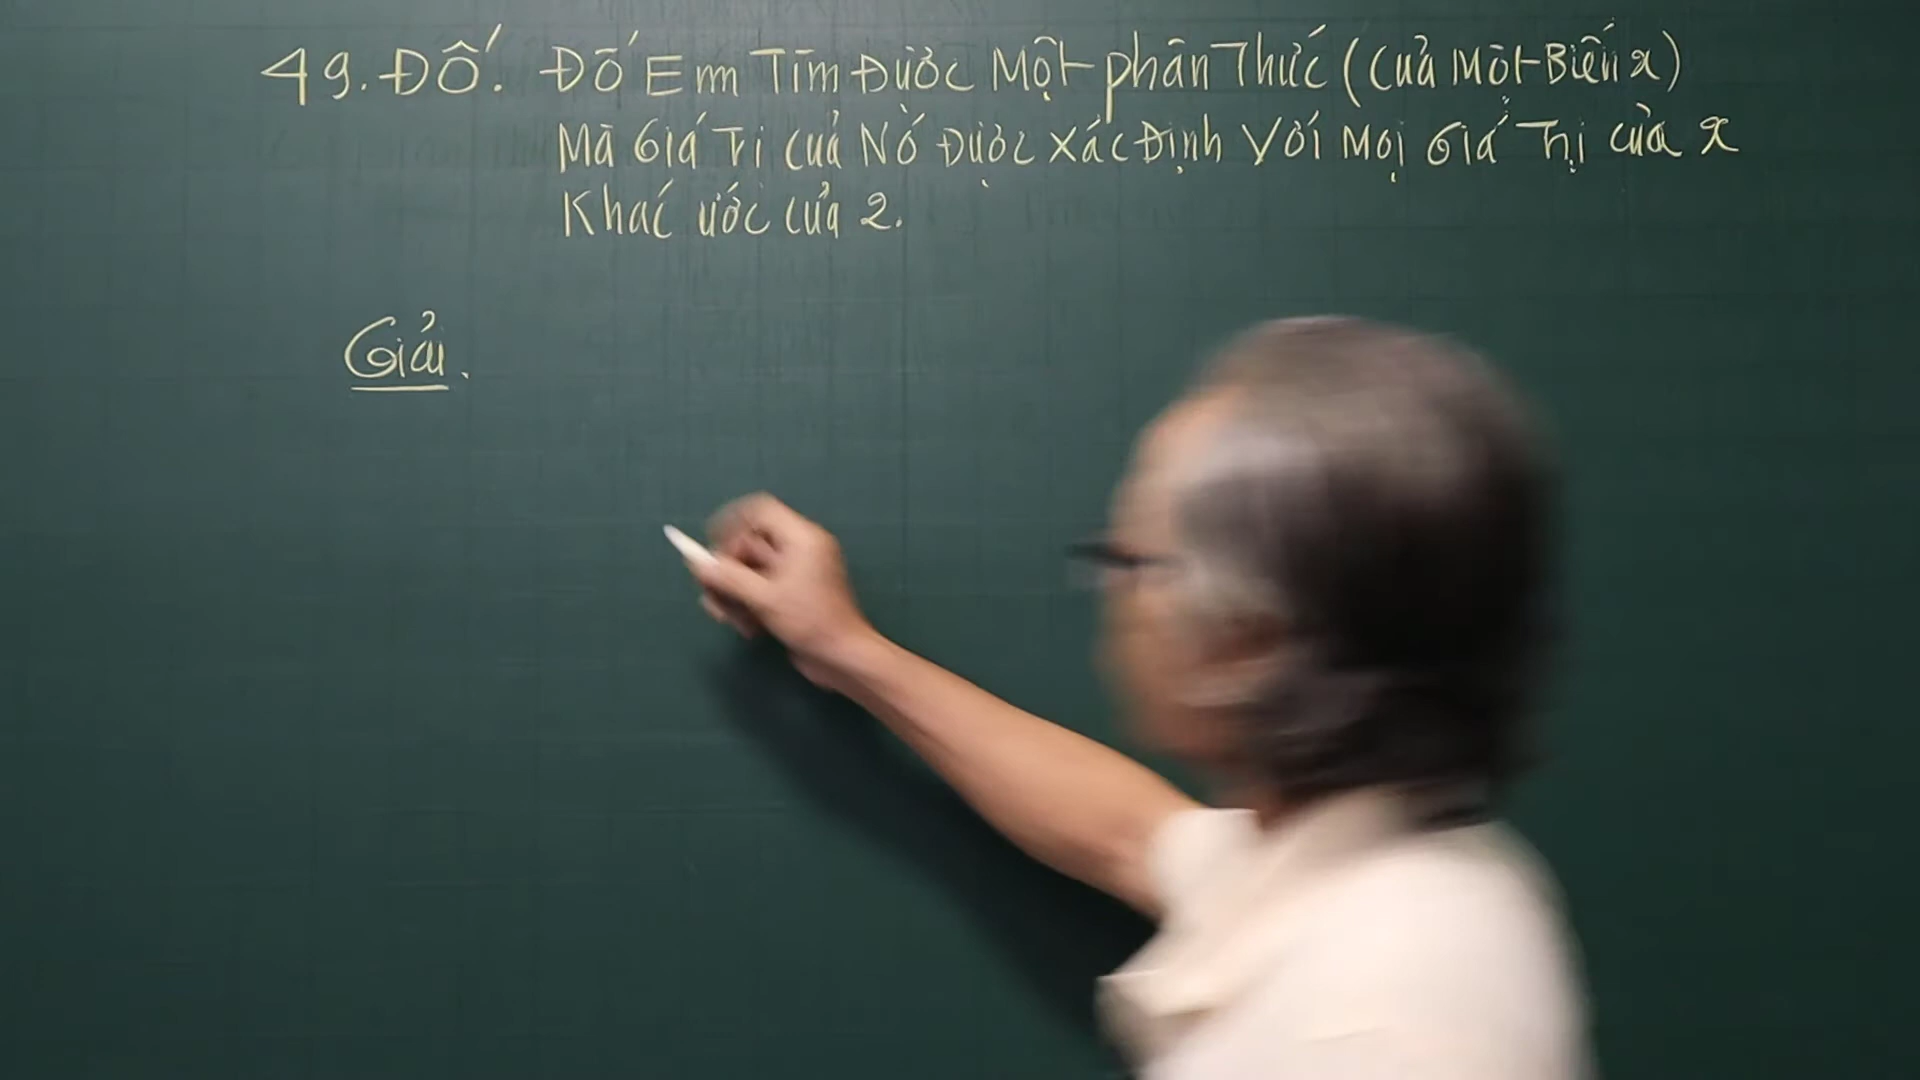 49. ĐỐ. Đố Em Tìm Được Một phân Thức (của Một Biến x)
Mà Giá Trị của Nó Được Xác Định Với Mọi Giá Trị của x
Khác ước của 2.
Giải.